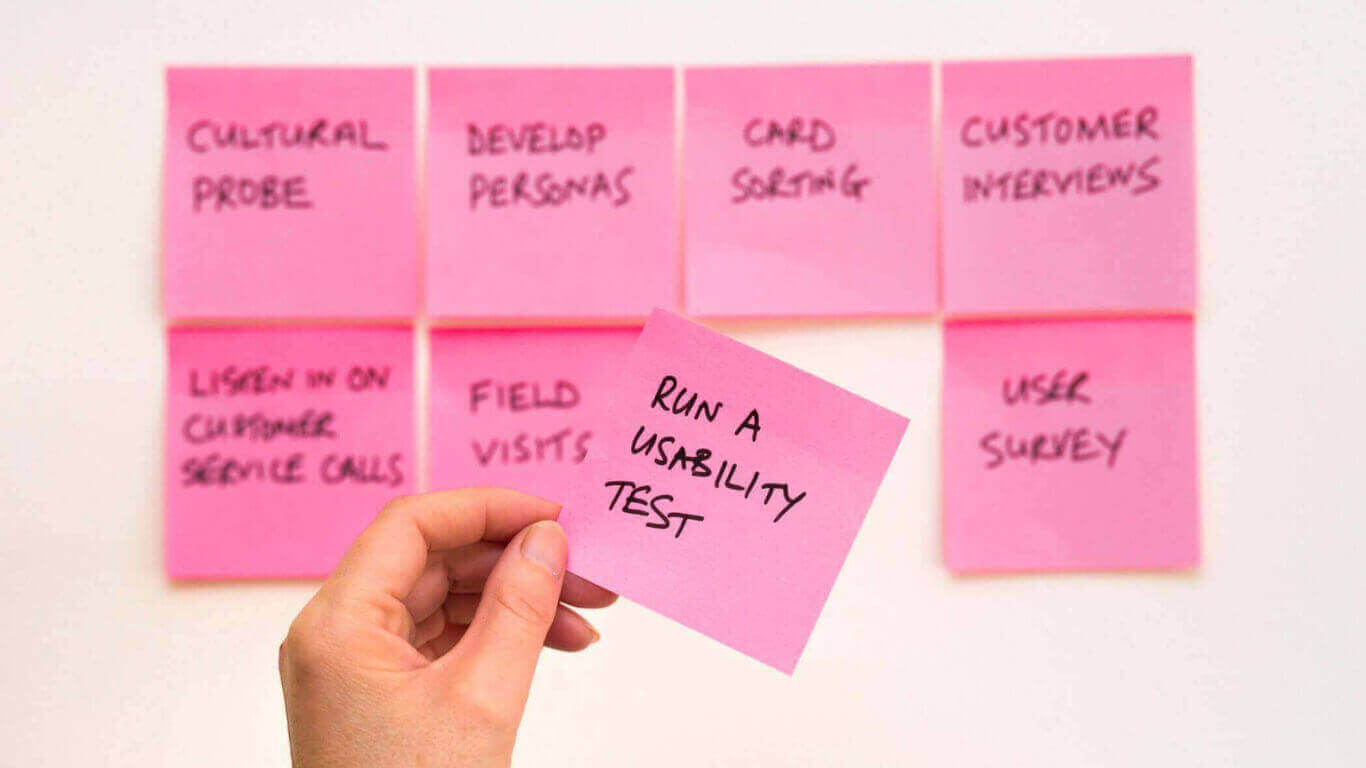 CULTURAL
PROBE
DEVELOP
PERSONAS
CARD
SORTING
CUSTOMER
INTERVIEWS
LISTEN IN ON
CUSTOMER
SERVICE CALLS
FIELD
VISITS
RUN A
USABILITY
TEST
USER
SURVEY